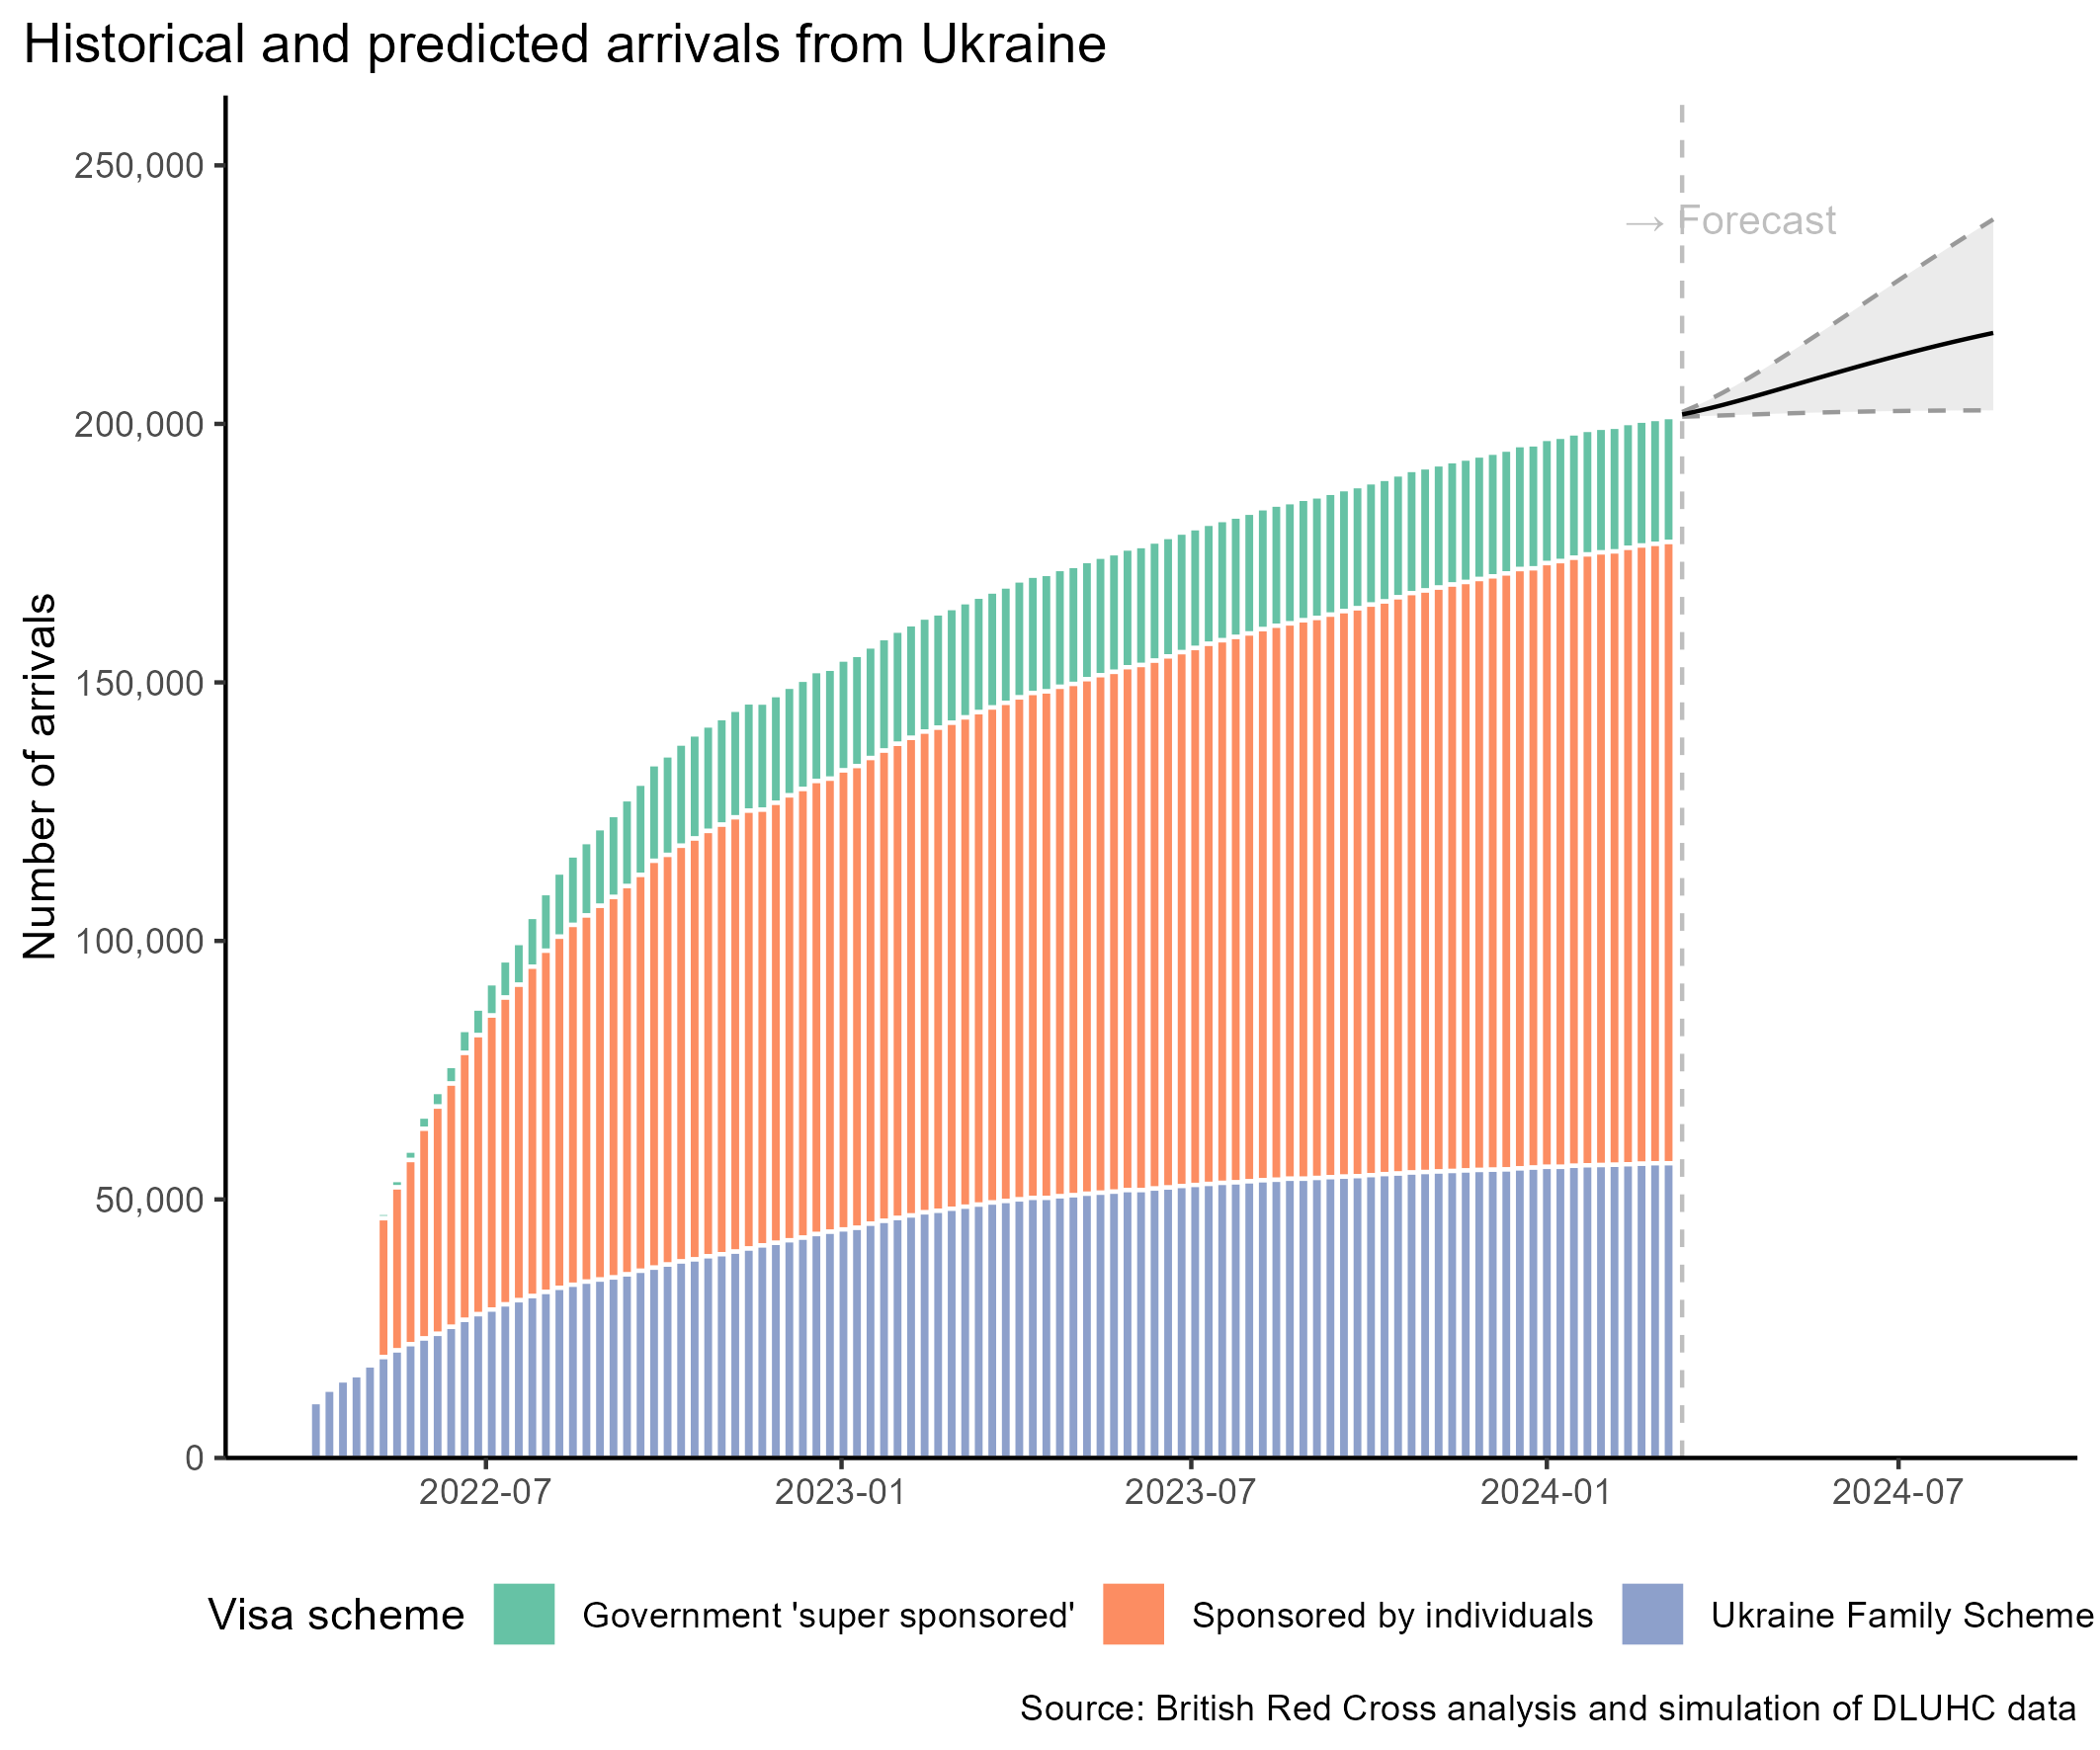 Historical and predicted arrivals from Ukraine
Number of arrivals
250,000
200,000
150,000
100,000
50,000
0
→ Forecast
2022-07
2023-01
2023-07
2024-01
2024-07
Visa scheme
Government 'super sponsored'
Sponsored by individuals
Ukraine Family Scheme
Source: British Red Cross analysis and simulation of DLUHC data